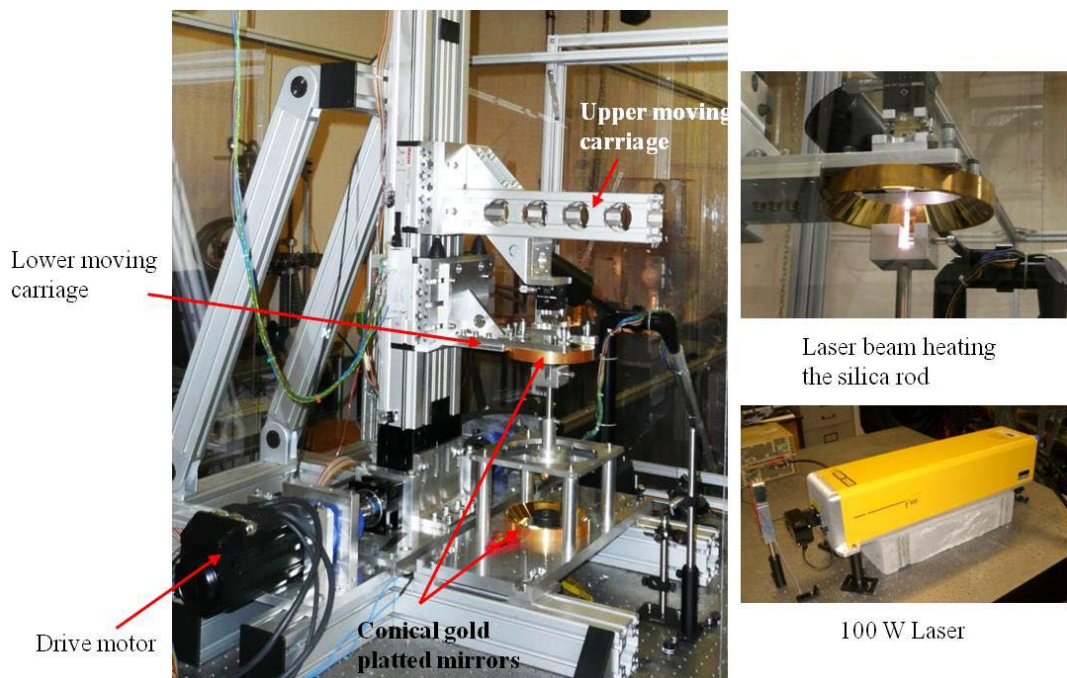 Upper moving
carriage
Lower moving
carriage
Drive motor
Conical gold
platted mirrors
Laser beam heating
the silica rod
100 W Laser